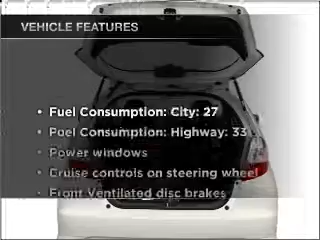 VEHICLE FEATURES
• Fuel Consumption: City: 27
• Fuel Consumption: Highway: 33
• Power windows
• Cruise controls on steering wheel
• Front Ventilated disc brakes